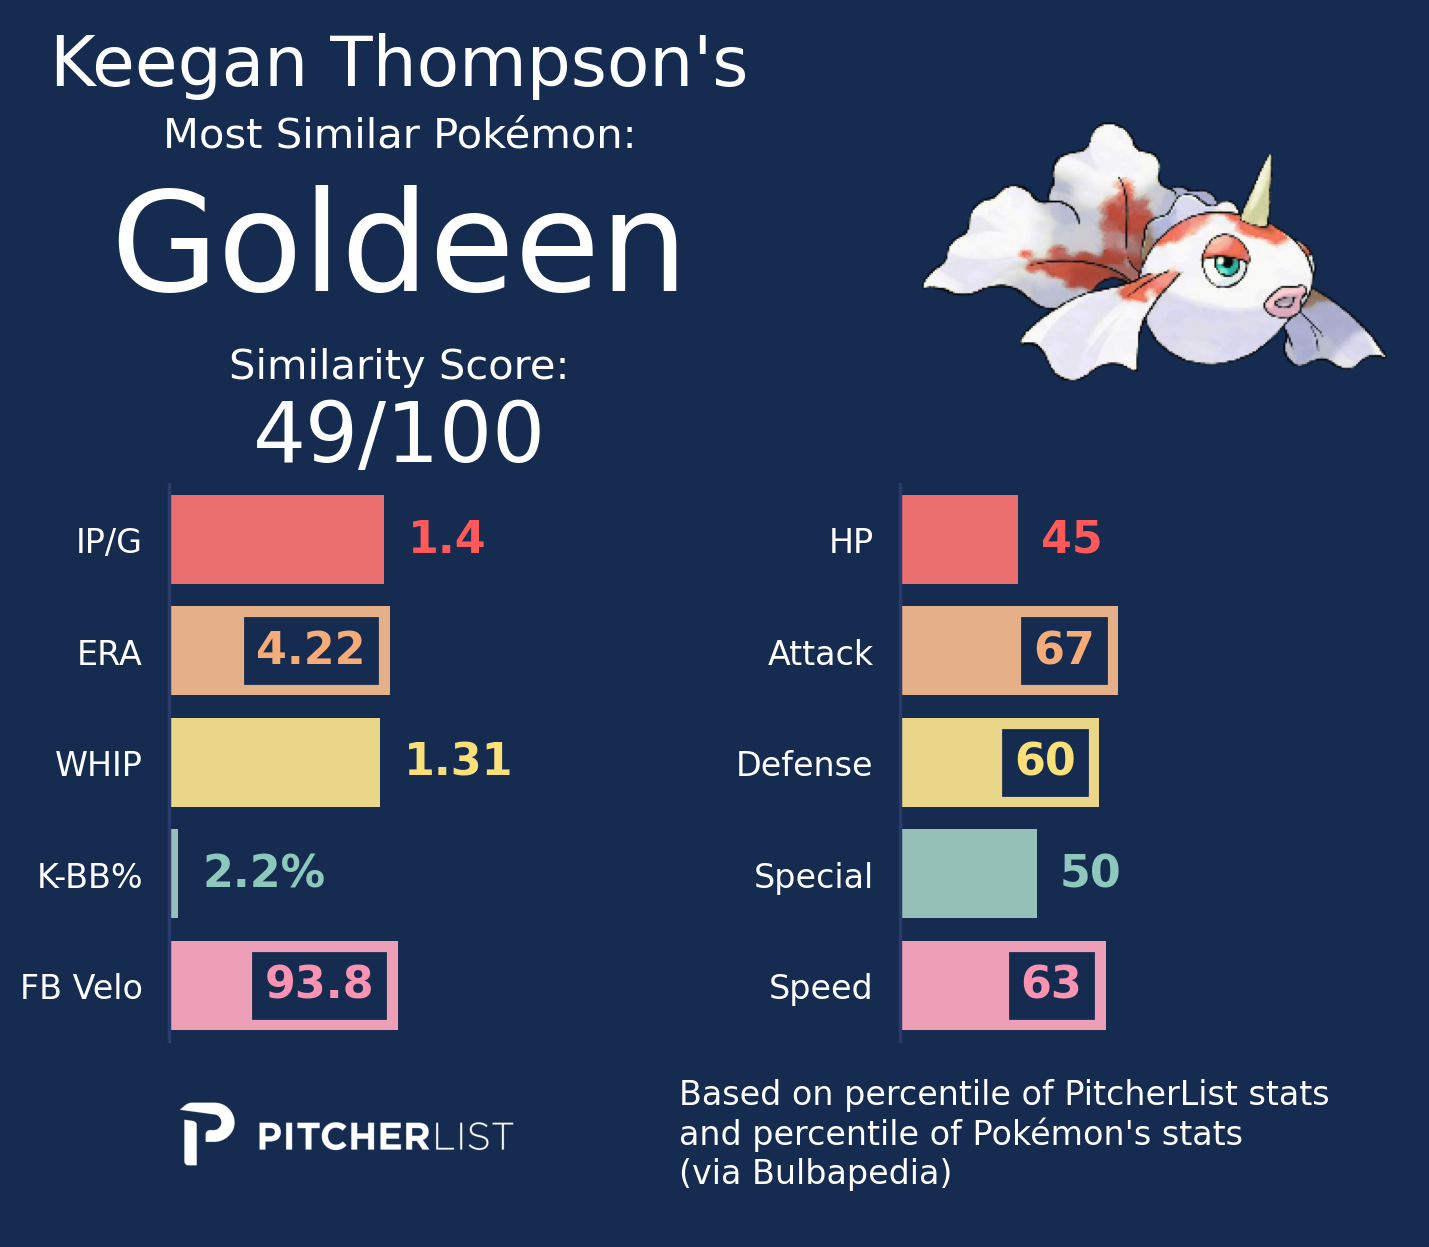 Keegan Thompson's
Most Similar Pokémon:
Goldeen
Similarity Score:
49/100
IP/G 1.4
ERA 4.22
WHIP 1.31
K-BB% 2.2%
FB Velo 93.8
HP 45
Attack 67
Defense 60
Special 50
Speed 63
PITCHERLIST
Based on percentile of PitcherList stats
and percentile of Pokémon's stats
(via Bulbapedia)